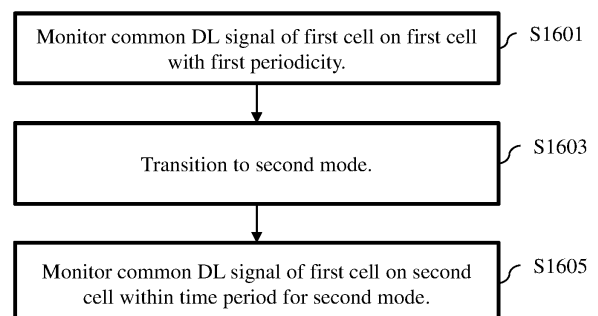 Monitor common DL signal of first cell on first cell
with first periodicity.
S1601
Transition to second mode.
S1603
Monitor common DL signal of first cell on second
cell within time period for second mode.
S1605